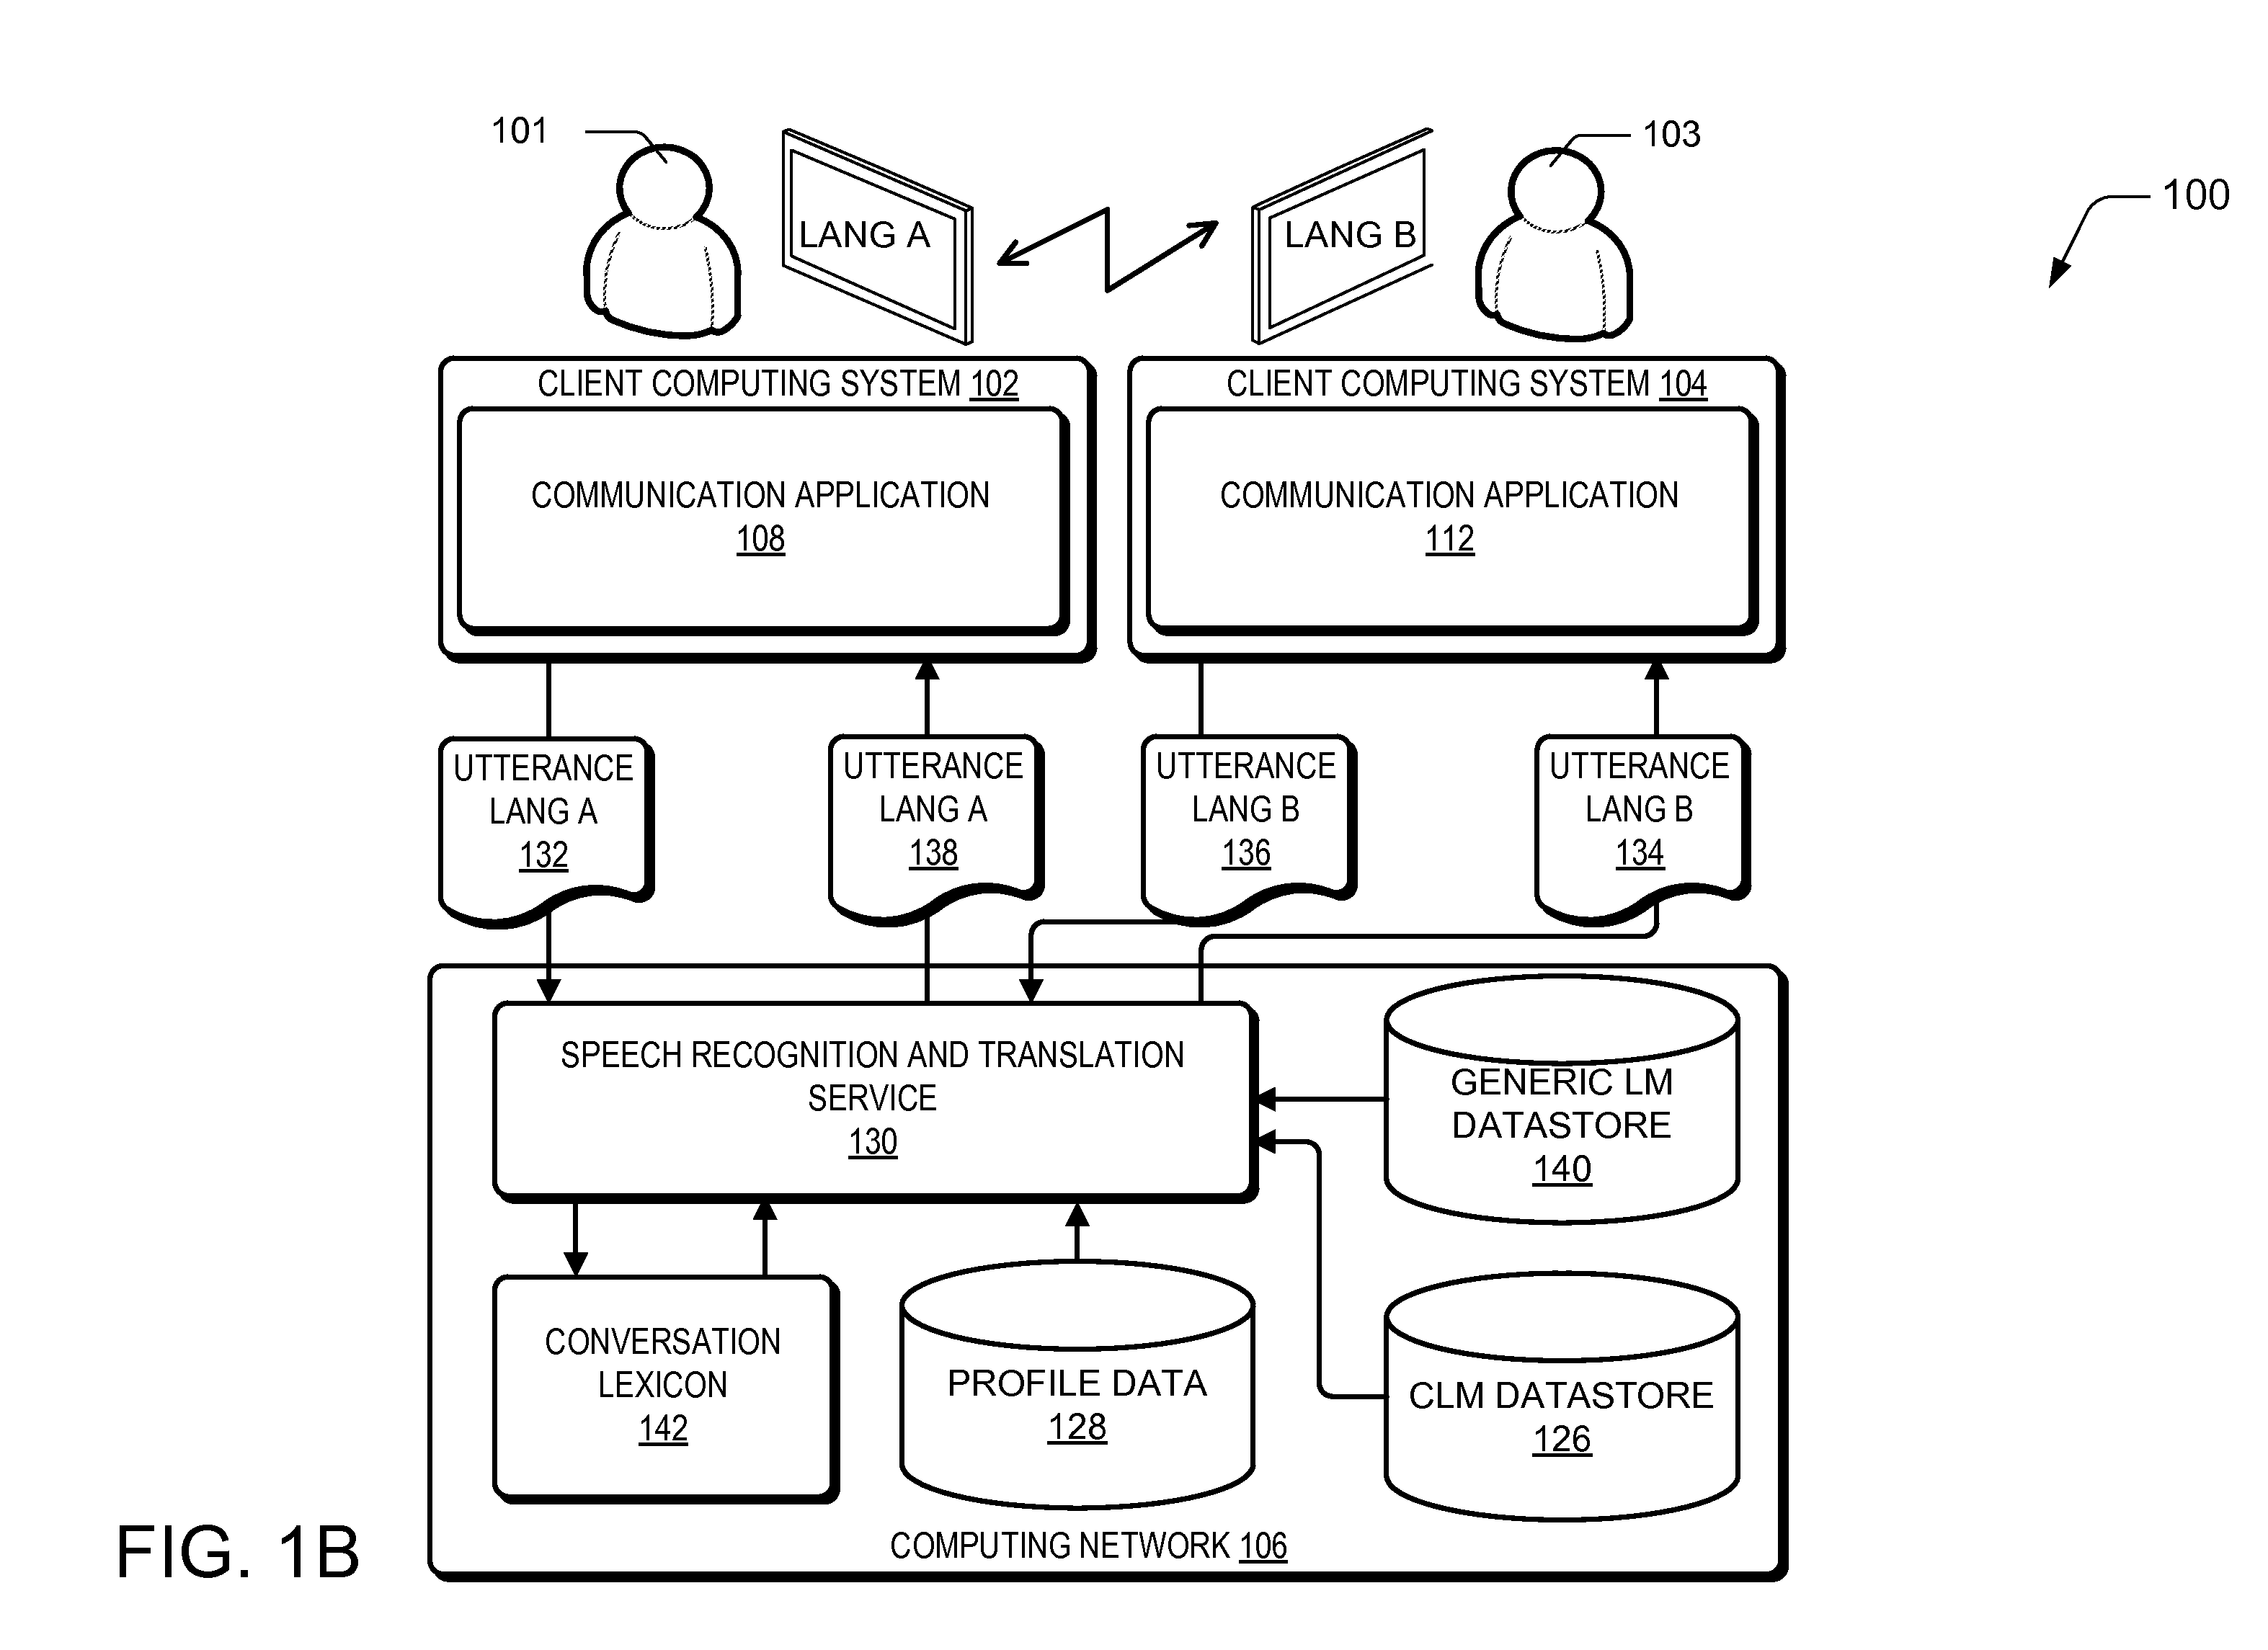 101
103
100
LANG A
LANG B
CLIENT COMPUTING SYSTEM 102
COMMUNICATION APPLICATION
108
CLIENT COMPUTING SYSTEM 104
COMMUNICATION APPLICATION
112
UTTERANCE
LANG A
132
UTTERANCE
LANG A
138
UTTERANCE
LANG B
136
UTTERANCE
LANG B
134
SPEECH RECOGNITION AND TRANSLATION
SERVICE
130
GENERIC LM
DATASTORE
140
CONVERSATION
LEXICON
142
PROFILE DATA
128
CLM DATASTORE
126
COMPUTING NETWORK 106
FIG. 1B